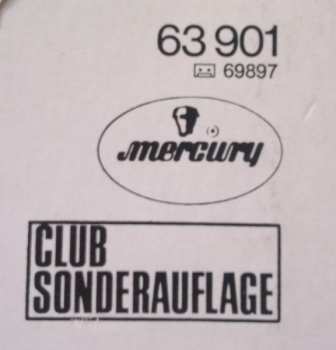 63 901
69897
mercury
CLUB
SONDERAUFLAGE